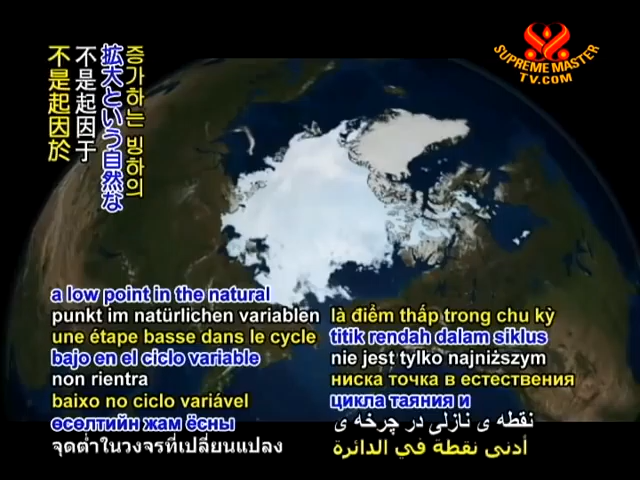 SUPREME MASTER
TV.COM
증가하는 빙하의
拡大という自然な
不是起因于
不是起因於
a low point in the natural
punkt im natürlichen variablen
une étape basse dans le cycle
bajo en el ciclo variable
non rientra
baixo no ciclo variável
өсөлтийн жам ёсны
จุดต่ำในวงจรที่เปลี่ยนแปลง
là điểm thấp trong chu kỳ
titik rendah dalam siklus
nie jest tylko najniższym
ниска точка в естествения
цикла таяния и
نقطه ی نازلی در چرخه ی
أدنى نقطة في الدائرة